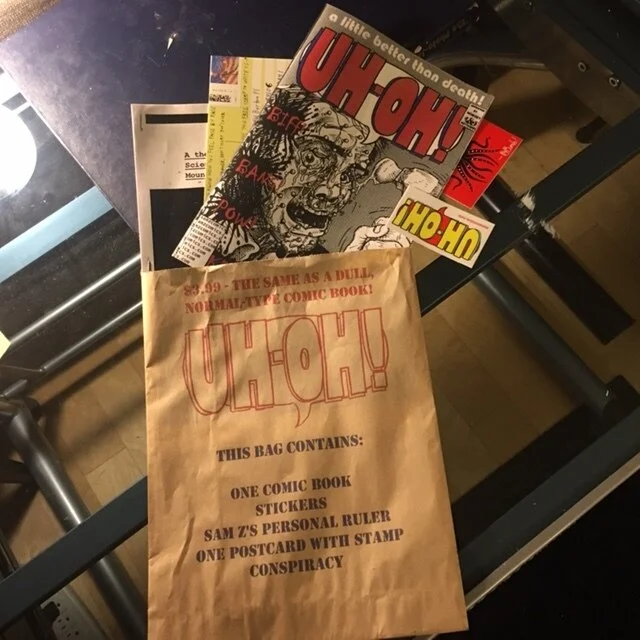 a little better than death!
UH-OH!
BIFF
BANG
POW
UH-OH!
$3.99 - THE SAME AS A DULL,
NORMAL-TYPE COMIC BOOK!
UH-OH!
THIS BAG CONTAINS:
ONE COMIC BOOK
STICKERS
SAM Z'S PERSONAL RULER
ONE POSTCARD WITH STAMP
CONSPIRACY